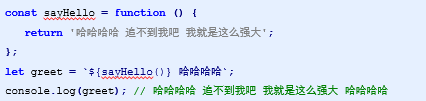 const sayHello = function () {
return '哈哈哈哈 追不到我吧 我就是这么强大';
};
let greet = `${sayHello()} 哈哈哈哈`;
console.log(greet); // 哈哈哈哈 追不到我吧 我就是这么强大 哈哈哈哈